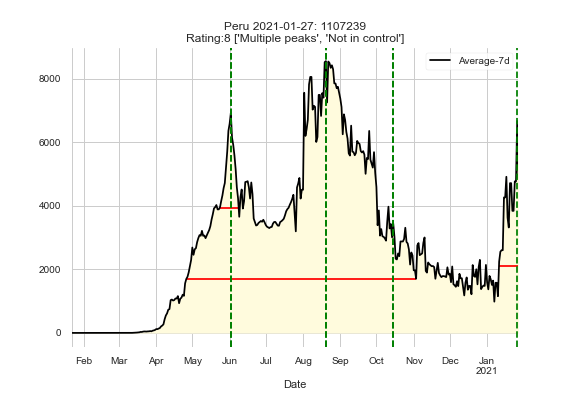 Peru 2021-01-27: 1107239
Rating:8 ['Multiple peaks', 'Not in control']
Average-7d
8000
6000
4000
2000
0
Feb Mar Apr May Jun Jul Aug Sep Oct Nov Dec Jan
2021
Date